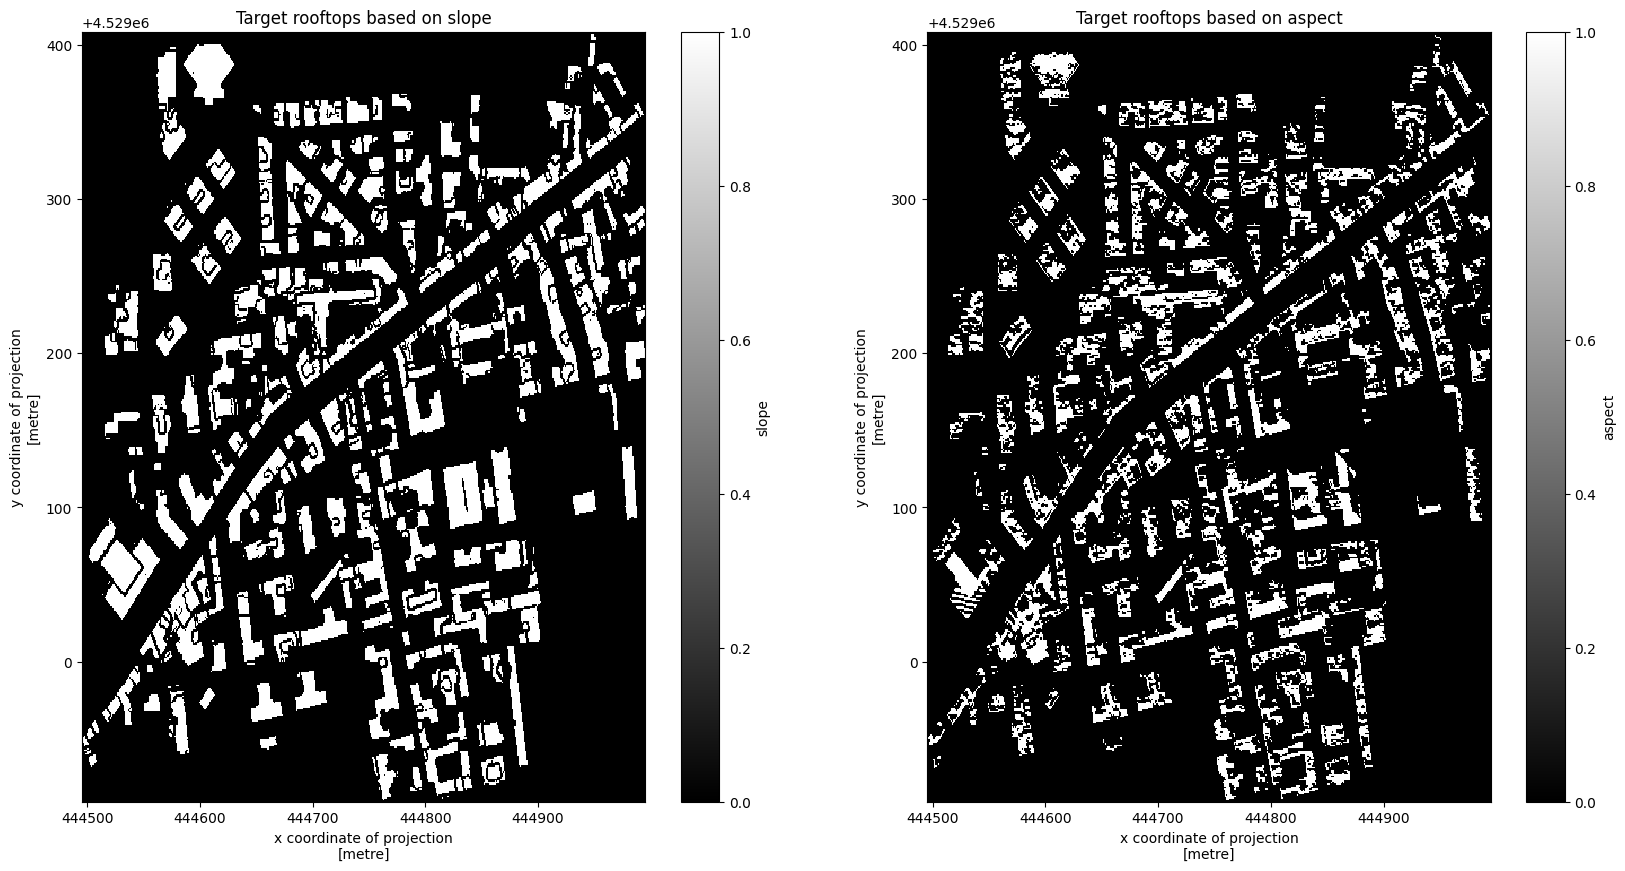 Target rooftops based on slope
+4.529e6
400
300
200
100
0
y coordinate of projection
[metre]
444500
444600
444700
444800
444900
x coordinate of projection
[metre]
1.0
0.8
0.6
0.4
0.2
0.0
slope
Target rooftops based on aspect
+4.529e6
400
300
200
100
0
y coordinate of projection
[metre]
444500
444600
444700
444800
444900
x coordinate of projection
[metre]
1.0
0.8
0.6
0.4
0.2
0.0
aspect